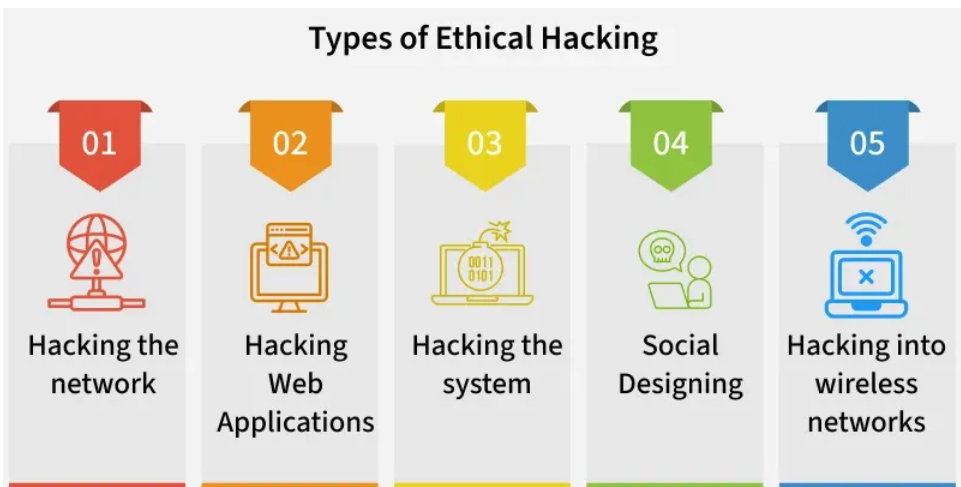 Types of Ethical Hacking
01
02
03
04
05
0011
0101
Hacking the
network
Hacking
Web
Applications
Hacking the
system
Social
Designing
Hacking into
wireless
networks